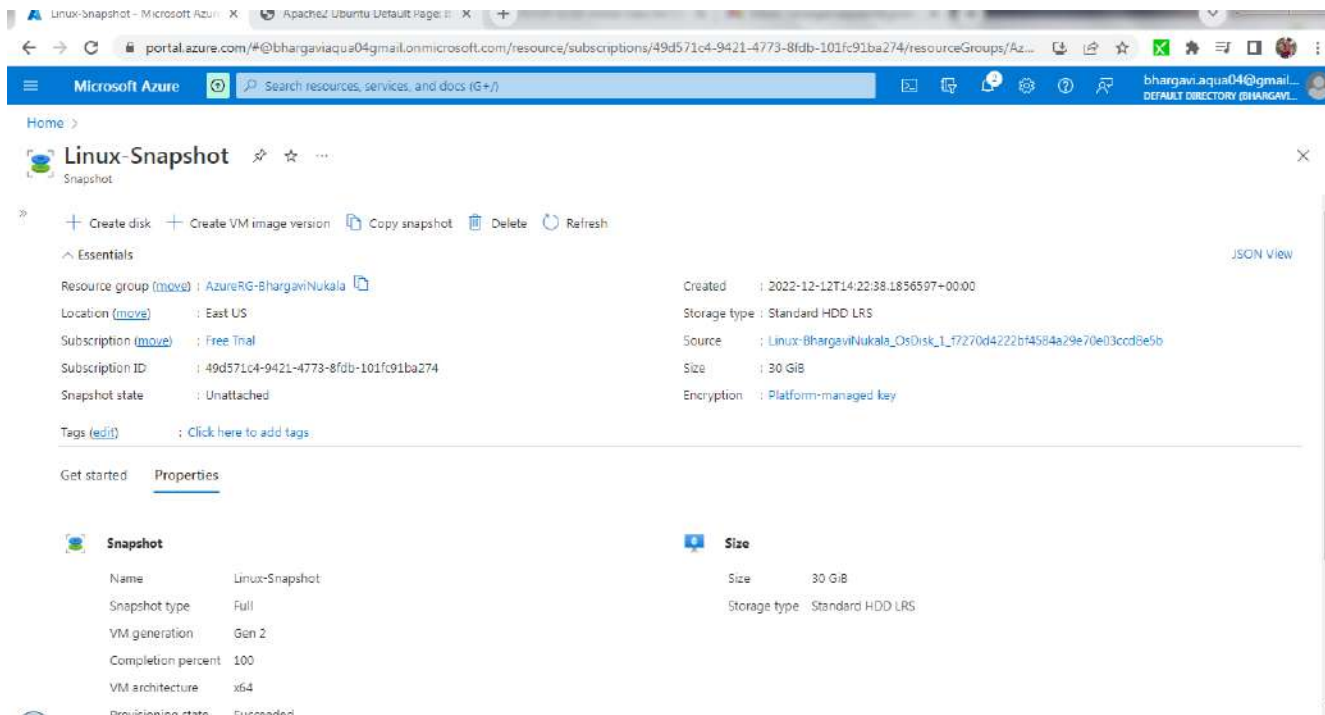 Linux-Snapshot - Microsoft Azur
Apache2 Ubuntu Default Page: I
portal.azure.com/#@bhargaviaqua04gmail.onmicrosoft.com/resource/subscriptions/49d571c4-9421-4773-8fdb-101fc91ba274/resourceGroups/Az...
Microsoft Azure Search resources, services, and docs (G+/) 2 bhargavi.aqua04@gmail...
DEFAULT DIRECTORY (BHARGAVI...
Home >
Linux-Snapshot ...
Snapshot
Create disk Create VM image version Copy snapshot Delete Refresh
Essentials JSON View
Resource group (move) : AzureRG-BhargaviNukala Created : 2022-12-12T14:22:38.1856597+00:00
Location (move) : East US Storage type : Standard HDD LRS
Subscription (move) : Free Trial Source : Linux-BhargaviNukala_OsDisk_1_f7270d4222bf4584a29e70e03ccd8e5b
Subscription ID : 49d571c4-9421-4773-8fdb-101fc91ba274 Size : 30 GiB
Snapshot state : Unattached Encryption : Platform-managed key
Tags (edit) : Click here to add tags
Get started Properties
Snapshot Size
Name Linux-Snapshot Size 30 GiB
Snapshot type Full Storage type Standard HDD LRS
VM generation Gen 2
Completion percent 100
VM architecture x64
Provisioning state Succeeded